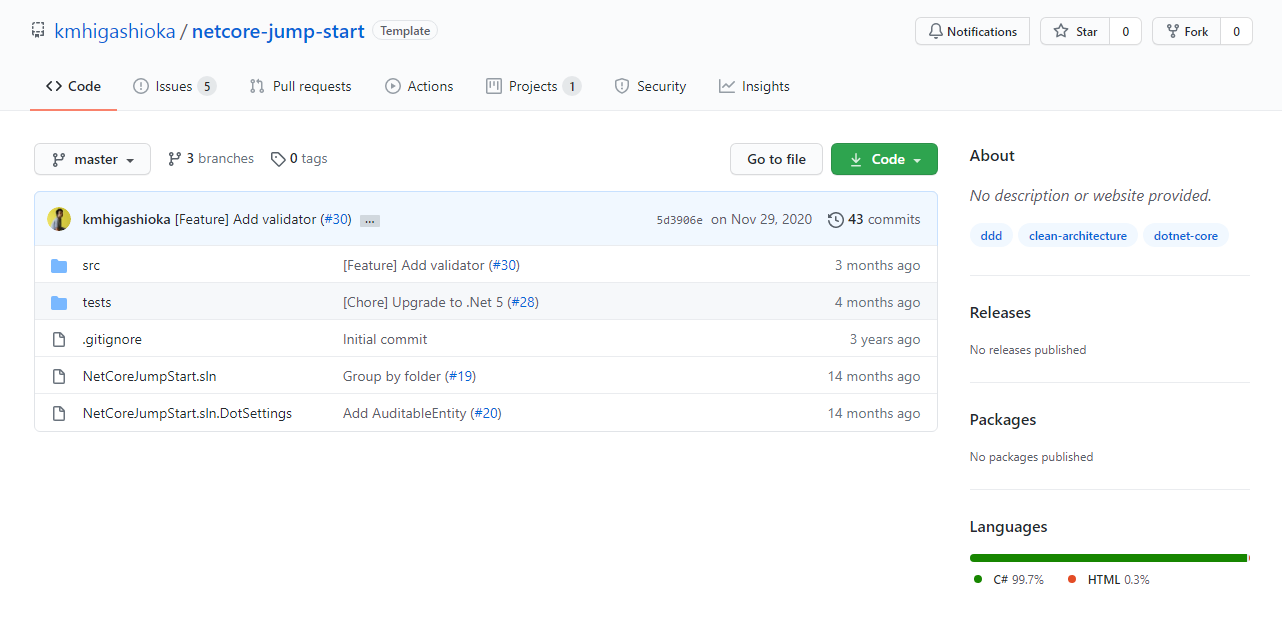 kmhigashioka / netcore-jump-start Template
Notifications Star 0 Fork 0
Code Issues 5 Pull requests Actions Projects 1 Security Insights
master 3 branches 0 tags Go to file Code
kmhigashioka [Feature] Add validator (#30) ... 5d3906e on Nov 29, 2020 43 commits
src [Feature] Add validator (#30) 3 months ago
tests [Chore] Upgrade to .Net 5 (#28) 4 months ago
.gitignore Initial commit 3 years ago
NetCoreJumpStart.sln Group by folder (#19) 14 months ago
NetCoreJumpStart.sln.DotSettings Add AuditableEntity (#20) 14 months ago
About
No description or website provided.
ddd clean-architecture dotnet-core
Releases
No releases published
Packages
No packages published
Languages
C# 99.7% HTML 0.3%